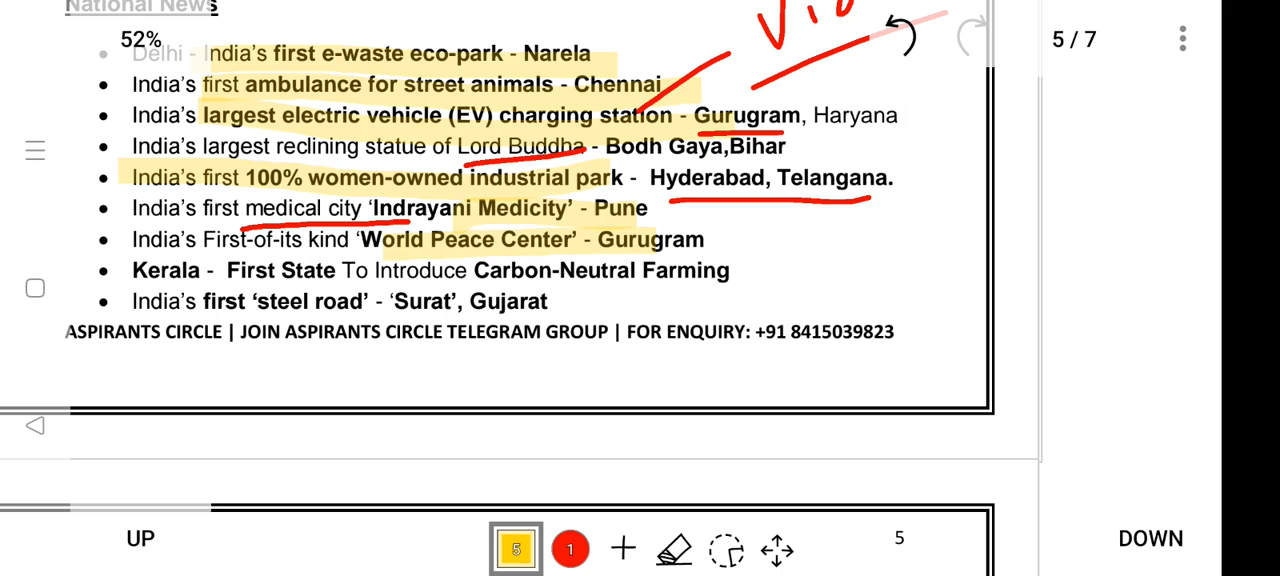 National News
52%
Delhi - India's first e-waste eco-park - Narela
India's first ambulance for street animals - Chennai
India's largest electric vehicle (EV) charging station - Gurugram, Haryana
India's largest reclining statue of Lord Buddha - Bodh Gaya,Bihar
India's first 100% women-owned industrial park - Hyderabad, Telangana.
India's first medical city 'Indrayani Medicity' - Pune
India's First-of-its kind 'World Peace Center' - Gurugram
Kerala - First State To Introduce Carbon-Neutral Farming
India's first 'steel road' - 'Surat', Gujarat
ASPIRANTS CIRCLE | JOIN ASPIRANTS CIRCLE TELEGRAM GROUP | FOR ENQUIRY: +91 8415039823
5 / 7
UP
5
1
5
DOWN